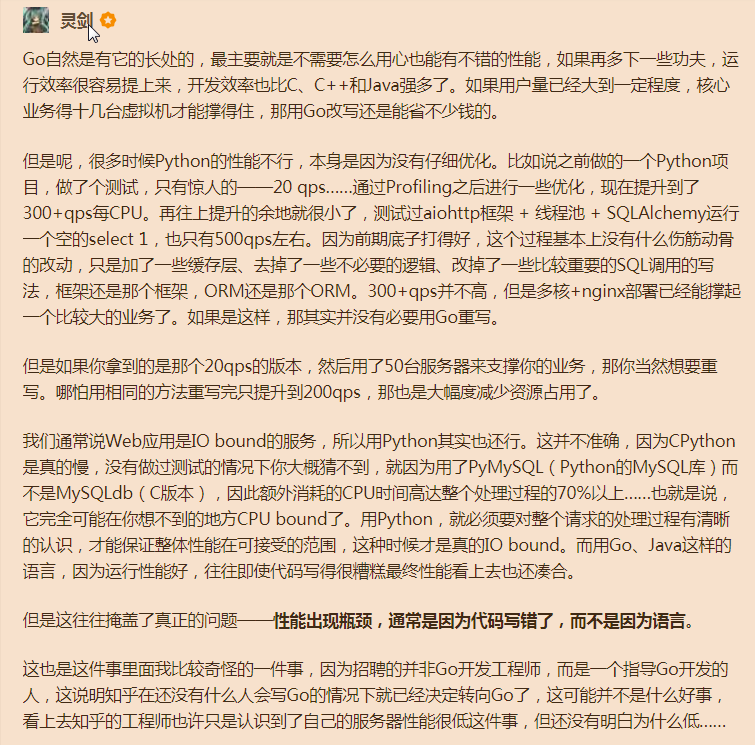 灵剑
Go自然是有它的长处的，最主要就是不需要怎么用心也能有不错的性能，如果再多下一些功夫，运
行效率很容易提上来，开发效率也比C、C++和Java强多了。如果用户量已经大到一定程度，核心
业务得十几台虚拟机才能撑得住，那用Go改写还是能省不少钱的。
但是呢，很多时候Python的性能不行，本身是因为没有仔细优化。比如说之前做的一个Python项
目，做了个测试，只有惊人的——20 qps……通过Profiling之后进行一些优化，现在提升到了
300+qps每CPU。再往上提升的余地就很小了，测试过aiohttp框架 + 线程池 + SQLAlchemy运行
一个空的select 1，也只有500qps左右。因为前期底子打得好，这个过程基本上没有什么伤筋动骨
的改动，只是加了一些缓存层、去掉了一些不必要的逻辑、改掉了一些比较重要的SQL调用的写
法，框架还是那个框架，ORM还是那个ORM。300+qps并不高，但是多核+nginx部署已经能撑起
一个比较大的业务了。如果是这样，那其实并没有必要用Go重写。
但是如果你拿到的是那个20qps的版本，然后用了50台服务器来支撑你的业务，那你当然想要重
写。哪怕用相同的方法重写完只提升到200qps，那也是大幅度减少资源占用了。
我们通常说Web应用是IO bound的服务，所以用Python其实也还行。这并不准确，因为CPython
是真的慢，没有做过测试的情况下你大概猜不到，就因为用了PyMySQL（Python的MySQL库）而
不是MySQLdb（C版本），因此额外消耗的CPU时间高达整个处理过程的70%以上……也就是说，
它完全可能在你想不到的地方CPU bound了。用Python，就必须要对整个请求的处理过程有清晰
的认识，才能保证整体性能在可接受的范围，这种时候才是真的IO bound。而用Go、Java这样的
语言，因为运行性能好，往往即使代码写得很糟糕最终性能看上去也还凑合。
但是这往往掩盖了真正的问题——性能出现瓶颈，通常是因为代码写错了，而不是因为语言。
这也是这件事里面我比较奇怪的一件事，因为招聘的并非Go开发工程师，而是一个指导Go开发的
人，这说明知乎在还没有什么人会写Go的情况下就已经决定转向Go了，这可能并不是什么好事，
看上去知乎的工程师也许只是认识到了自己的服务器性能很低这件事，但还没有明白为什么低……